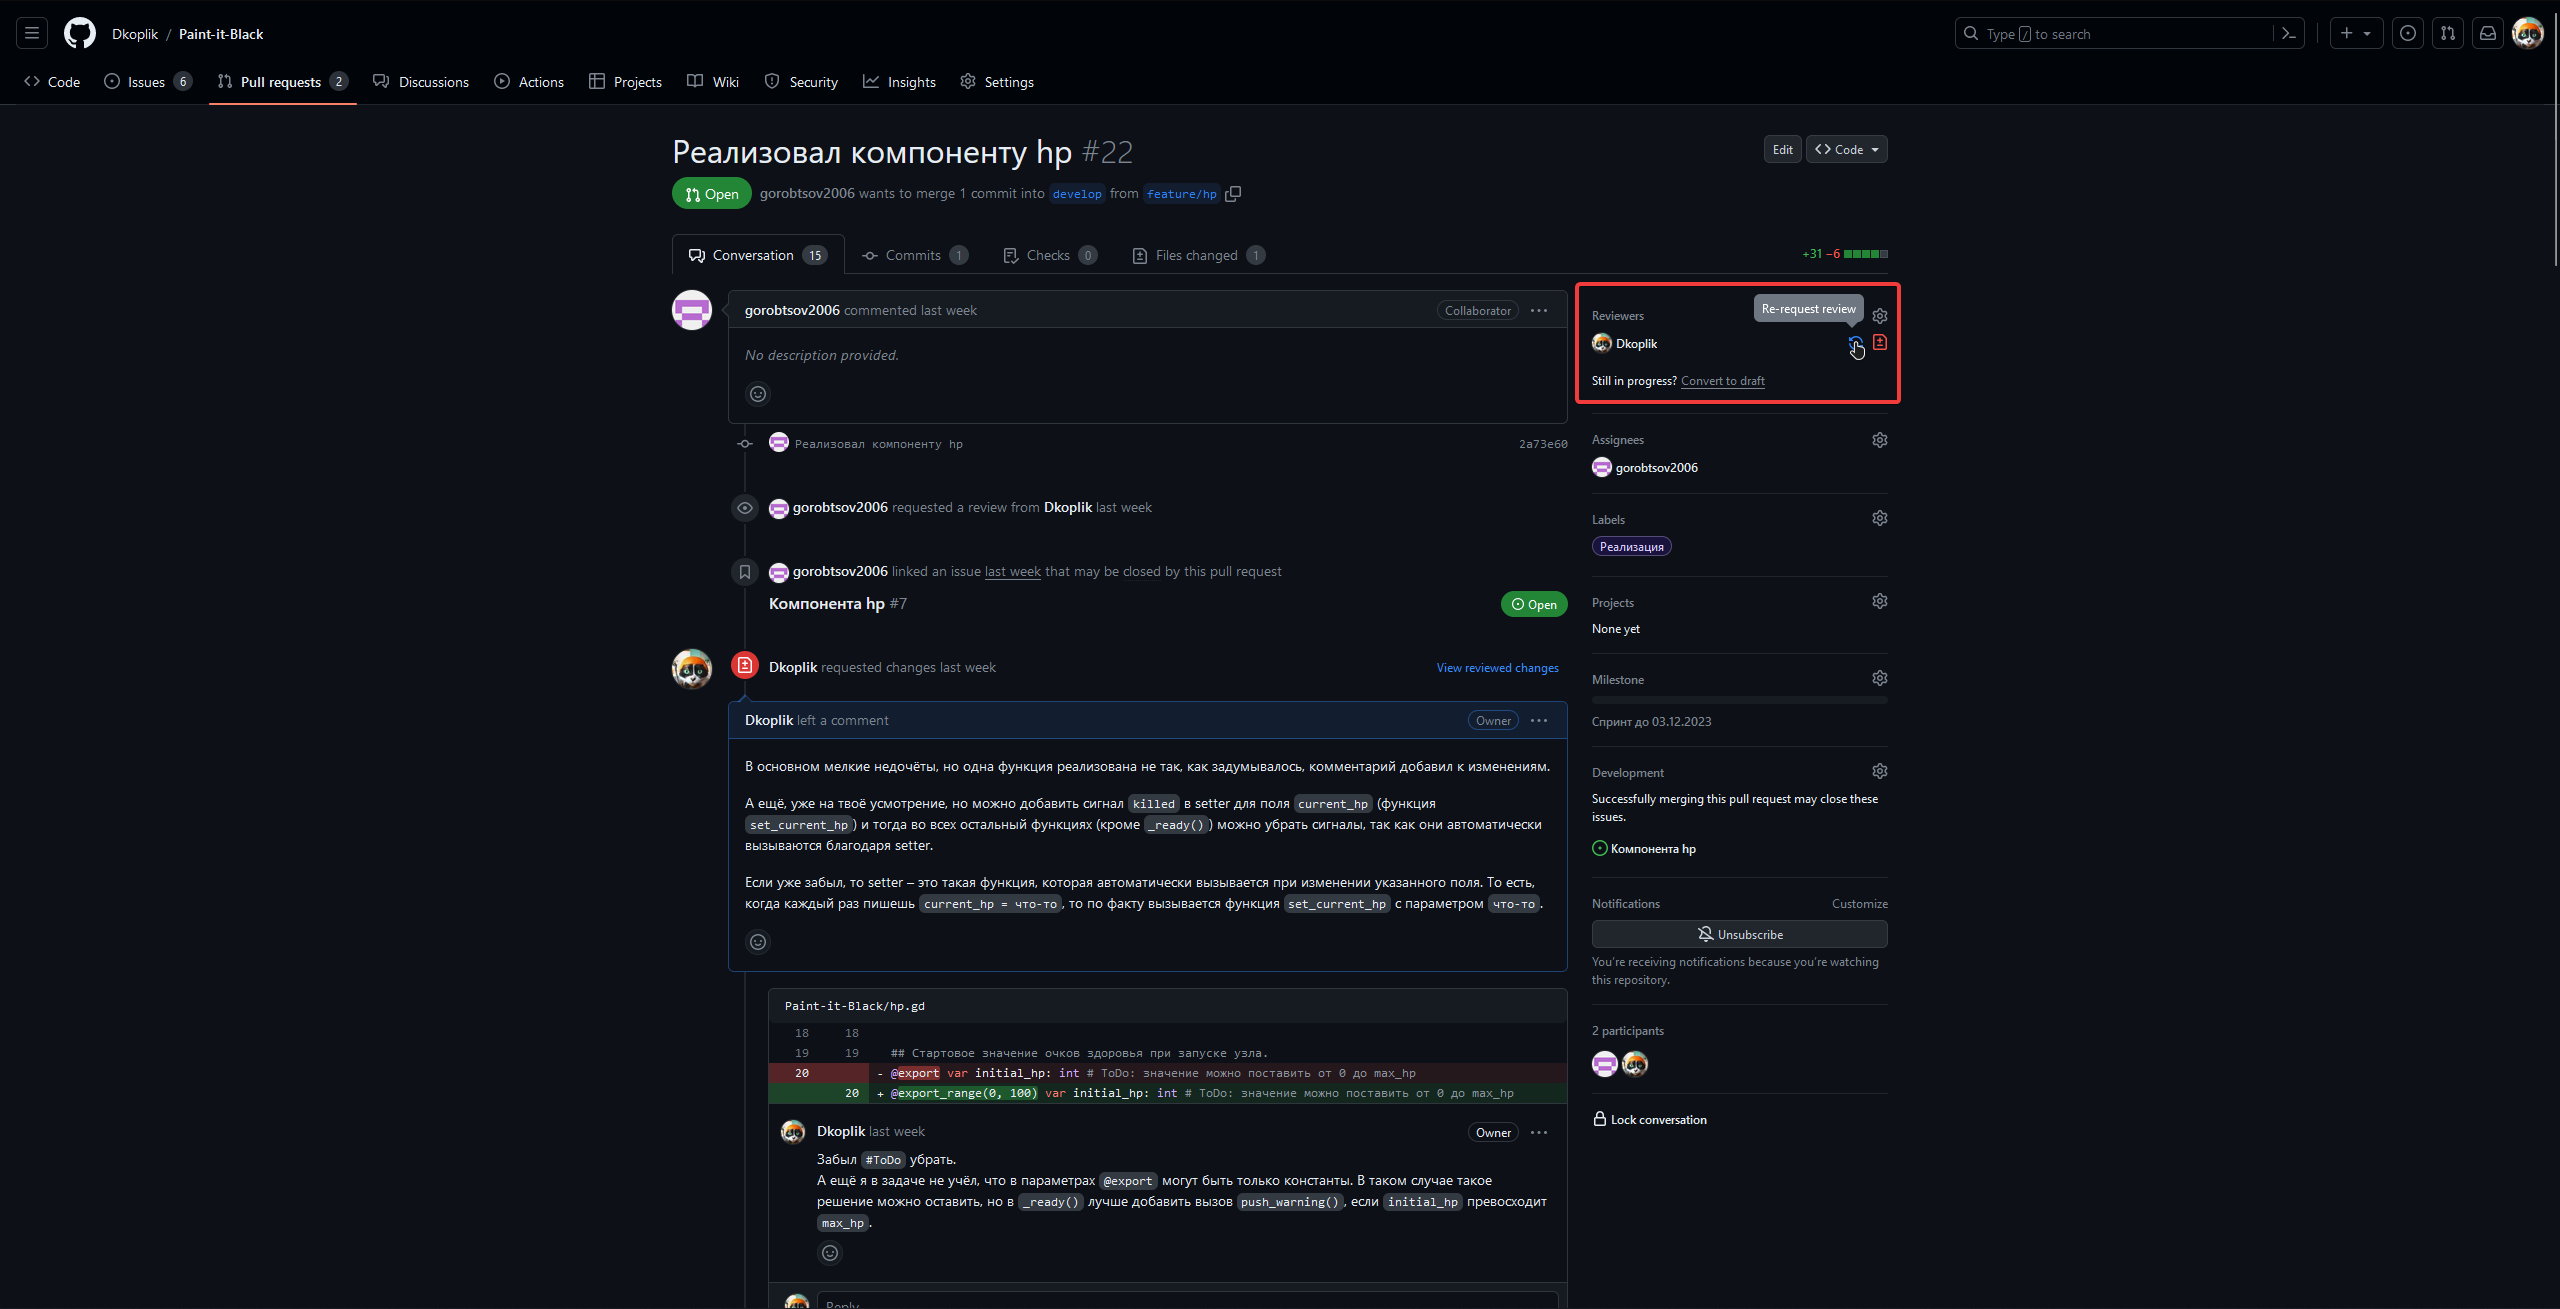 Dkoplik / Paint-it-Black
Type / to search
Code
Issues 6
Pull requests 2
Discussions
Actions
Projects
Wiki
Security
Insights
Settings
Реализовал компоненту hp #22
Edit
Code
Open
gorobtsov2006 wants to merge 1 commit into develop from feature/hp
Conversation 15
Commits 1
Checks 0
Files changed 1
+31 −6
gorobtsov2006 commented last week
Collaborator
No description provided.
Реализовал компоненту hp
2a73e60
gorobtsov2006 requested a review from Dkoplik last week
gorobtsov2006 linked an issue last week that may be closed by this pull request
Компонента hp #7
Open
Dkoplik requested changes last week
View reviewed changes
Dkoplik left a comment
Owner
В основном мелкие недочёты, но одна функция реализована не так, как задумывалось, комментарий добавил к изменениям.
А ещё, уже на твоё усмотрение, но можно добавить сигнал killed в setter для поля current_hp (функция
set_current_hp) и тогда во всех остальный функциях (кроме _ready()) можно убрать сигналы, так как они автоматически
вызываются благодаря setter.
Если уже забыл, то setter – это такая функция, которая автоматически вызывается при изменении указанного поля. То есть,
когда каждый раз пишешь current_hp = что-то, то по факту вызывается функция set_current_hp с параметром что-то.
Paint-it-Black/hp.gd
18 18
19 19 ## Стартовое значение очков здоровья при запуске узла.
20 - @export var initial_hp: int # ToDo: значение можно поставить от 0 до max_hp
20 + @export_range(0, 100) var initial_hp: int # ToDo: значение можно поставить от 0 до max_hp
Dkoplik last week
Owner
Забыл #ToDo убрать.
А ещё я в задаче не учёл, что в параметрах @export могут быть только константы. В таком случае такое
решение можно оставить, но в _ready() лучше добавить вызов push_warning(), если initial_hp превосходит
max_hp.
Reply
Reviewers
Re-request review
Dkoplik
Still in progress? Convert to draft
Assignees
gorobtsov2006
Labels
Реализация
Projects
None yet
Milestone
Спринт до 03.12.2023
Development
Successfully merging this pull request may close these
issues.
Компонента hp
Notifications
Customize
Unsubscribe
You're receiving notifications because you're watching
this repository.
2 participants
Lock conversation